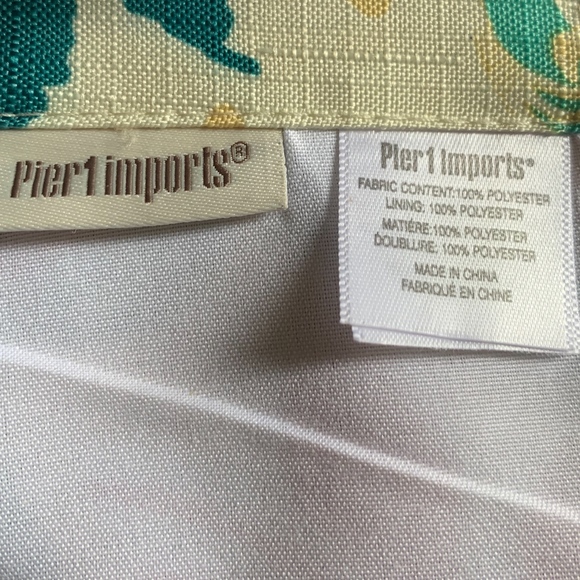 Pier1 imports®
Pier1 Imports®
FABRIC CONTENT:100% POLYESTER
LINING: 100% POLYESTER
MATIÈRE:100% POLYESTER
DOUBLURE: 100% POLYESTER
MADE IN CHINA
FABRIQUÉ EN CHINE